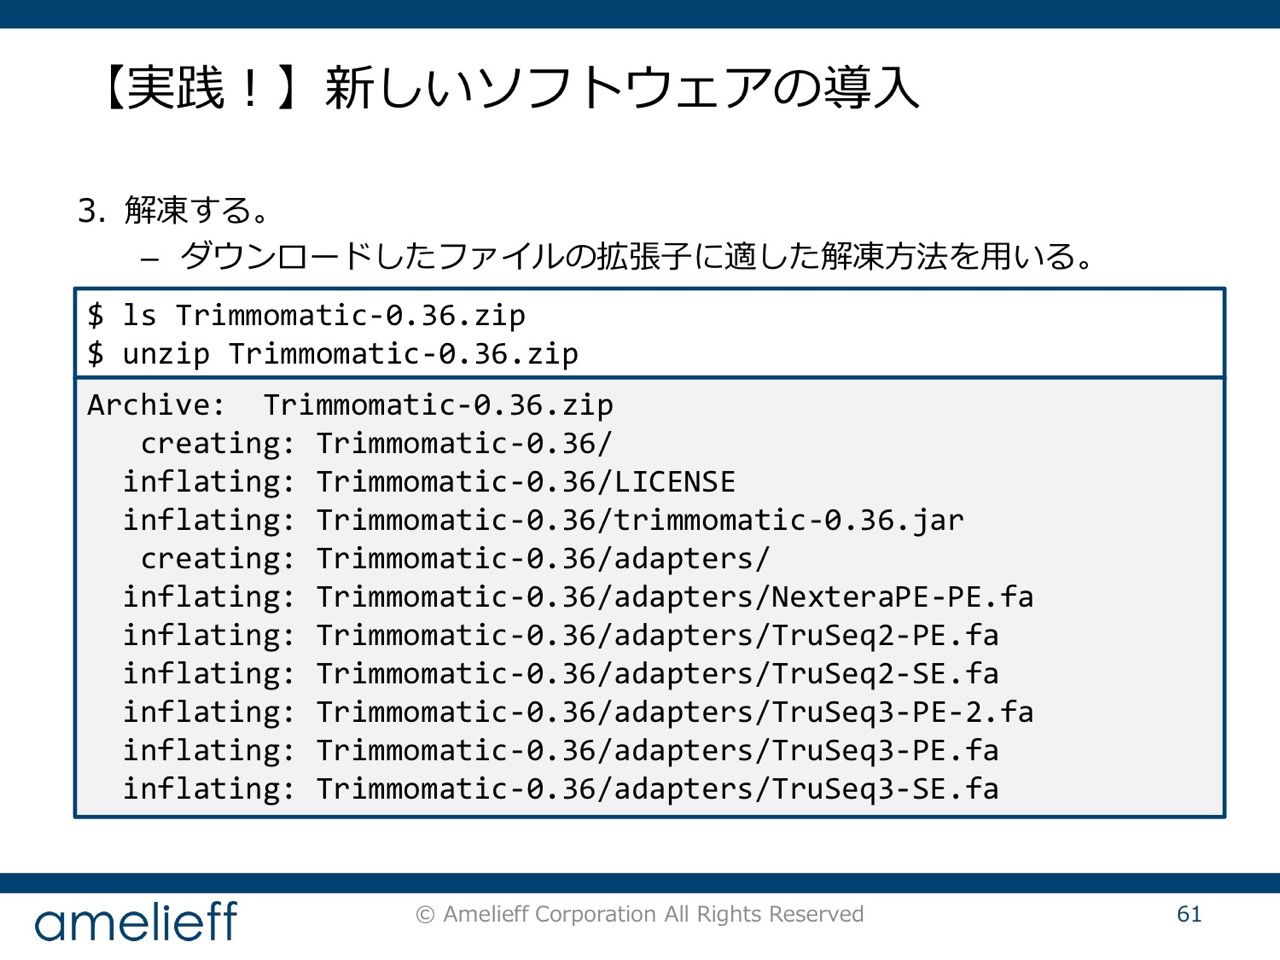 【実践！】新しいソフトウェアの導入
3. 解凍する。
– ダウンロードしたファイルの拡張子に適した解凍方法を用いる。
$ ls Trimmomatic-0.36.zip
$ unzip Trimmomatic-0.36.zip
Archive:  Trimmomatic-0.36.zip
   creating: Trimmomatic-0.36/
  inflating: Trimmomatic-0.36/LICENSE
  inflating: Trimmomatic-0.36/trimmomatic-0.36.jar
   creating: Trimmomatic-0.36/adapters/
  inflating: Trimmomatic-0.36/adapters/NexteraPE-PE.fa
  inflating: Trimmomatic-0.36/adapters/TruSeq2-PE.fa
  inflating: Trimmomatic-0.36/adapters/TruSeq2-SE.fa
  inflating: Trimmomatic-0.36/adapters/TruSeq3-PE-2.fa
  inflating: Trimmomatic-0.36/adapters/TruSeq3-PE.fa
  inflating: Trimmomatic-0.36/adapters/TruSeq3-SE.fa
amelieff
© Amelieff Corporation All Rights Reserved
61